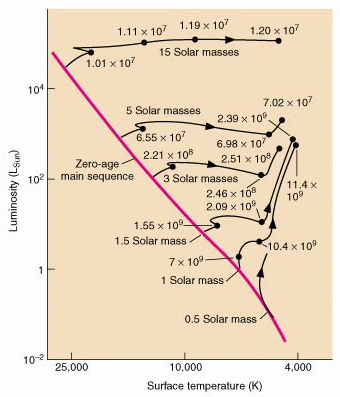 1.11 × 10⁷
1.19 × 10⁷
1.20 × 10⁷
15 Solar masses
1.01 × 10⁷
10⁴
7.02 × 10⁷
5 Solar masses
2.39 × 10⁹
6.55 × 10⁷
6.98 × 10⁷
2.21 × 10⁸
2.51 × 10⁸
Zero-age
main sequence
3 Solar masses
10²
2.46 × 10⁸
11.4 ×
10⁹
2.09 × 10⁹
1.55 × 10⁹
1.5 Solar mass
10.4 × 10⁹
7 × 10⁹
1
1 Solar mass
0.5 Solar mass
10⁻²
25,000
10,000
4,000
Surface temperature (K)
Luminosity (L_Sun)